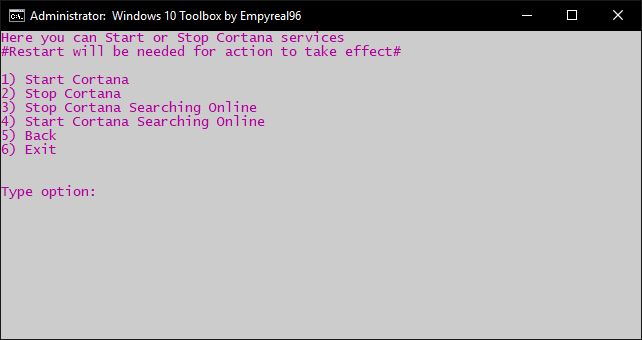 Administrator:  Windows 10 Toolbox by Empyreal96
Here you can Start or Stop Cortana services
#Restart will be needed for action to take effect#
1) Start Cortana
2) Stop Cortana
3) Stop Cortana Searching Online
4) Start Cortana Searching Online
5) Back
6) Exit
Type option: